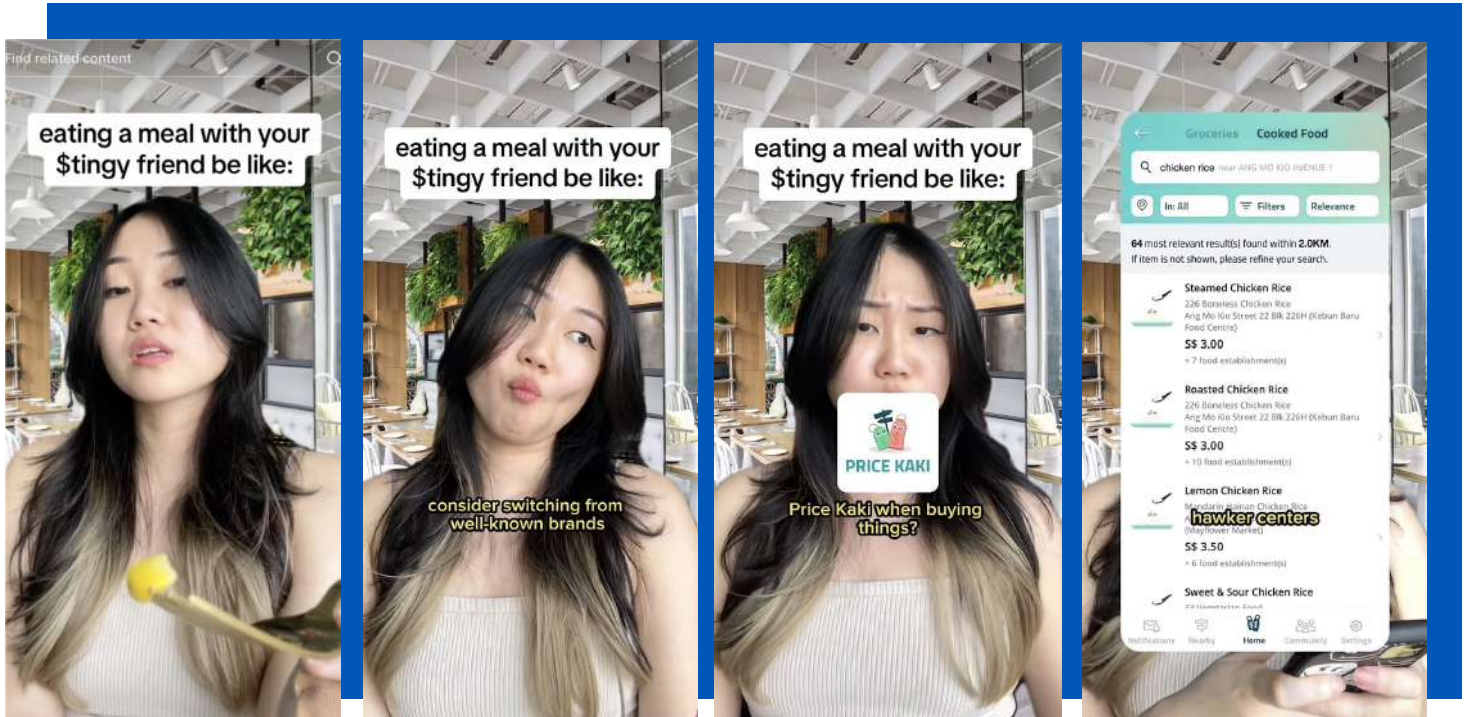 Find related content
eating a meal with your
$tingy friend be like:
eating a meal with your
$tingy friend be like:
consider switching from
well-known brands
eating a meal with your
$tingy friend be like:
PRICE KAKI
Price Kaki when buying
things?
Groceries Cooked Food
chicken rice near ANG MO KIO AVENUE
In: All Filters Relevance
64 most relevant result(s) found within 2.0KM.
If item is not shown, please refine your search.
Steamed Chicken Rice
226 Boneless Chicken Rice
Ang Mo Kio Street 22 Blk 226H (Kebun Baru
Food Centre)
S$ 3.00
+ 7 food establishment(s)
Roasted Chicken Rice
226 Boneless Chicken Rice
Ang Mo Kio Street 22 Blk 226H (Kebun Baru
Food Centre)
S$ 3.00
+ 10 food establishment(s)
Lemon Chicken Rice
Mandarin Hainan Chicken Rice
hawker centers
(Mayflower Market)
S$ 3.50
+ 6 food establishment(s)
Sweet & Sour Chicken Rice
Notifications Nearby Home Community Settings